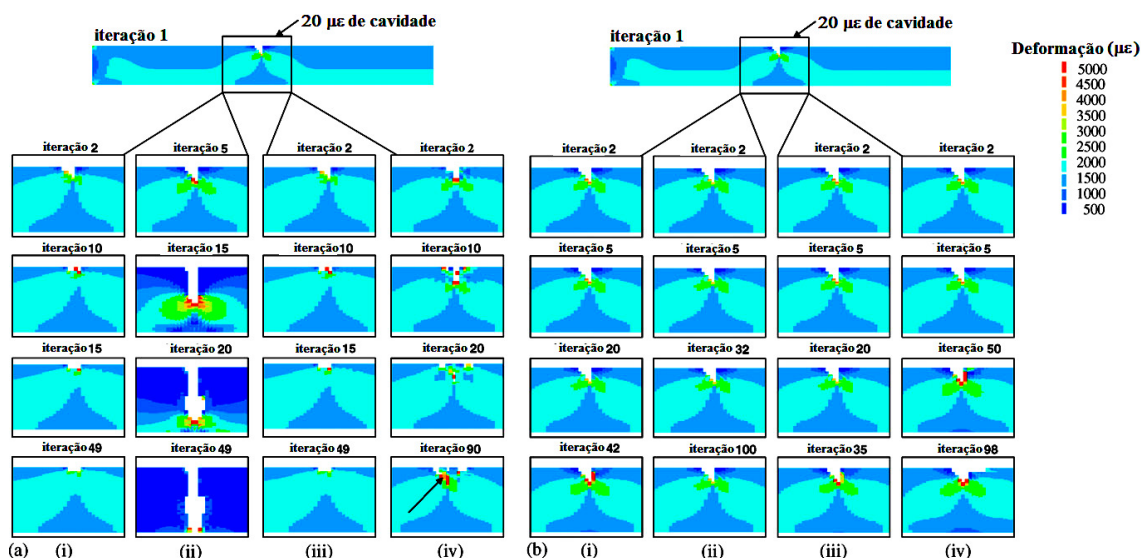 20 µε de cavidade
iteração 1
20 µε de cavidade
iteração 1
Deformação (µε)
5000
4500
4000
3500
3000
2500
2000
1500
1000
500
iteração 2 iteração 5 iteração 2 iteração 2
iteração 2 iteração 2 iteração 2 iteração 2
iteração 10 iteração 15 iteração 10 iteração 10
iteração 5 iteração 5 iteração 5 iteração 5
iteração 15 iteração 20 iteração 15 iteração 20
iteração 20 iteração 32 iteração 20 iteração 50
iteração 49 iteração 49 iteração 49 iteração 90
iteração 42 iteração 100 iteração 35 iteração 98
(a) (i) (ii) (iii) (iv)
(b) (i) (ii) (iii) (iv)